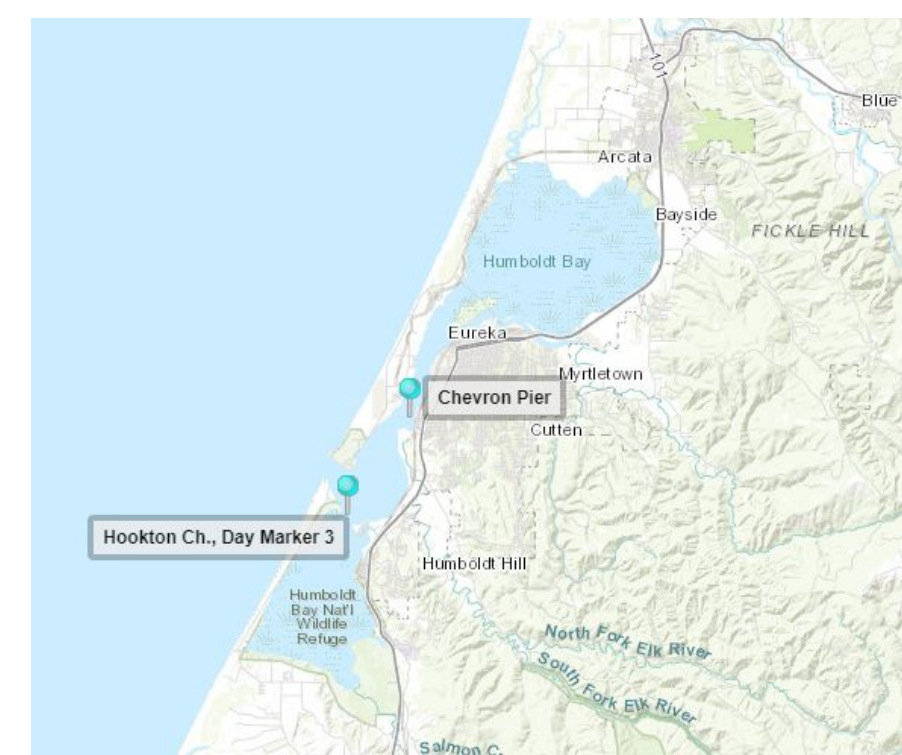 101
Blue
Arcata
Bayside
FICKLE HILL
Humboldt Bay
Eureka
Myrtletown
Chevron Pier
Cutten
Hookton Ch., Day Marker 3
Humboldt Hill
Humboldt
Bay Nat'l
Wildlife
Refuge
North Fork Elk River
South Fork Elk River
Salmon C.